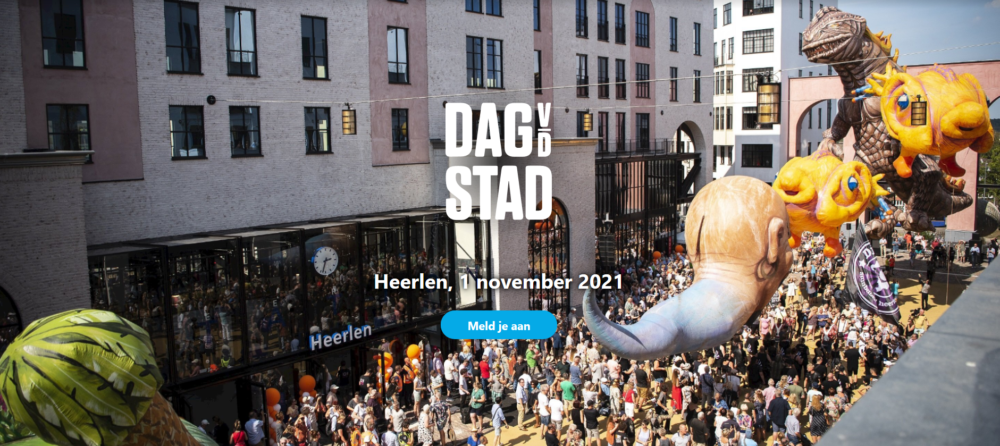 DAG V/D
STAD
Heerlen, 1 november 2021
Meld je aan
Heerlen